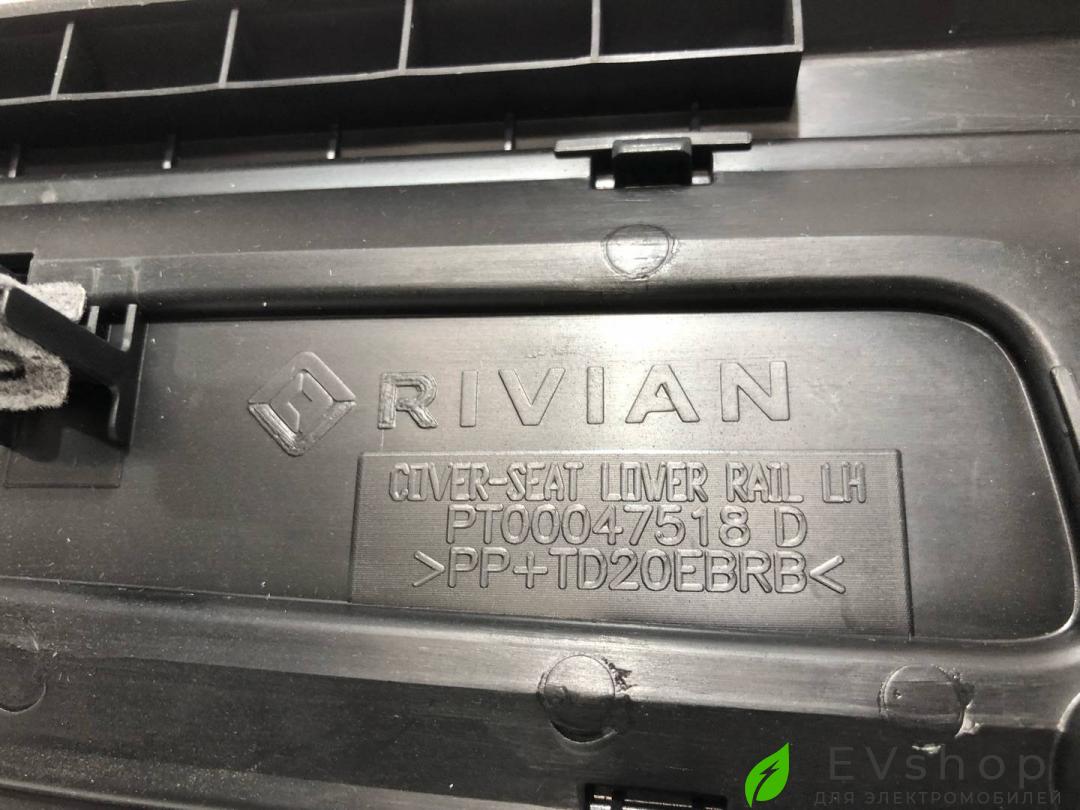 RIVIAN
COVER-SEAT LOWER RAIL LH
PT00047518 D
>PP+TD20EBRB<
EVshop
ДЛЯ ЭЛЕКТРОМОБИЛЕЙ